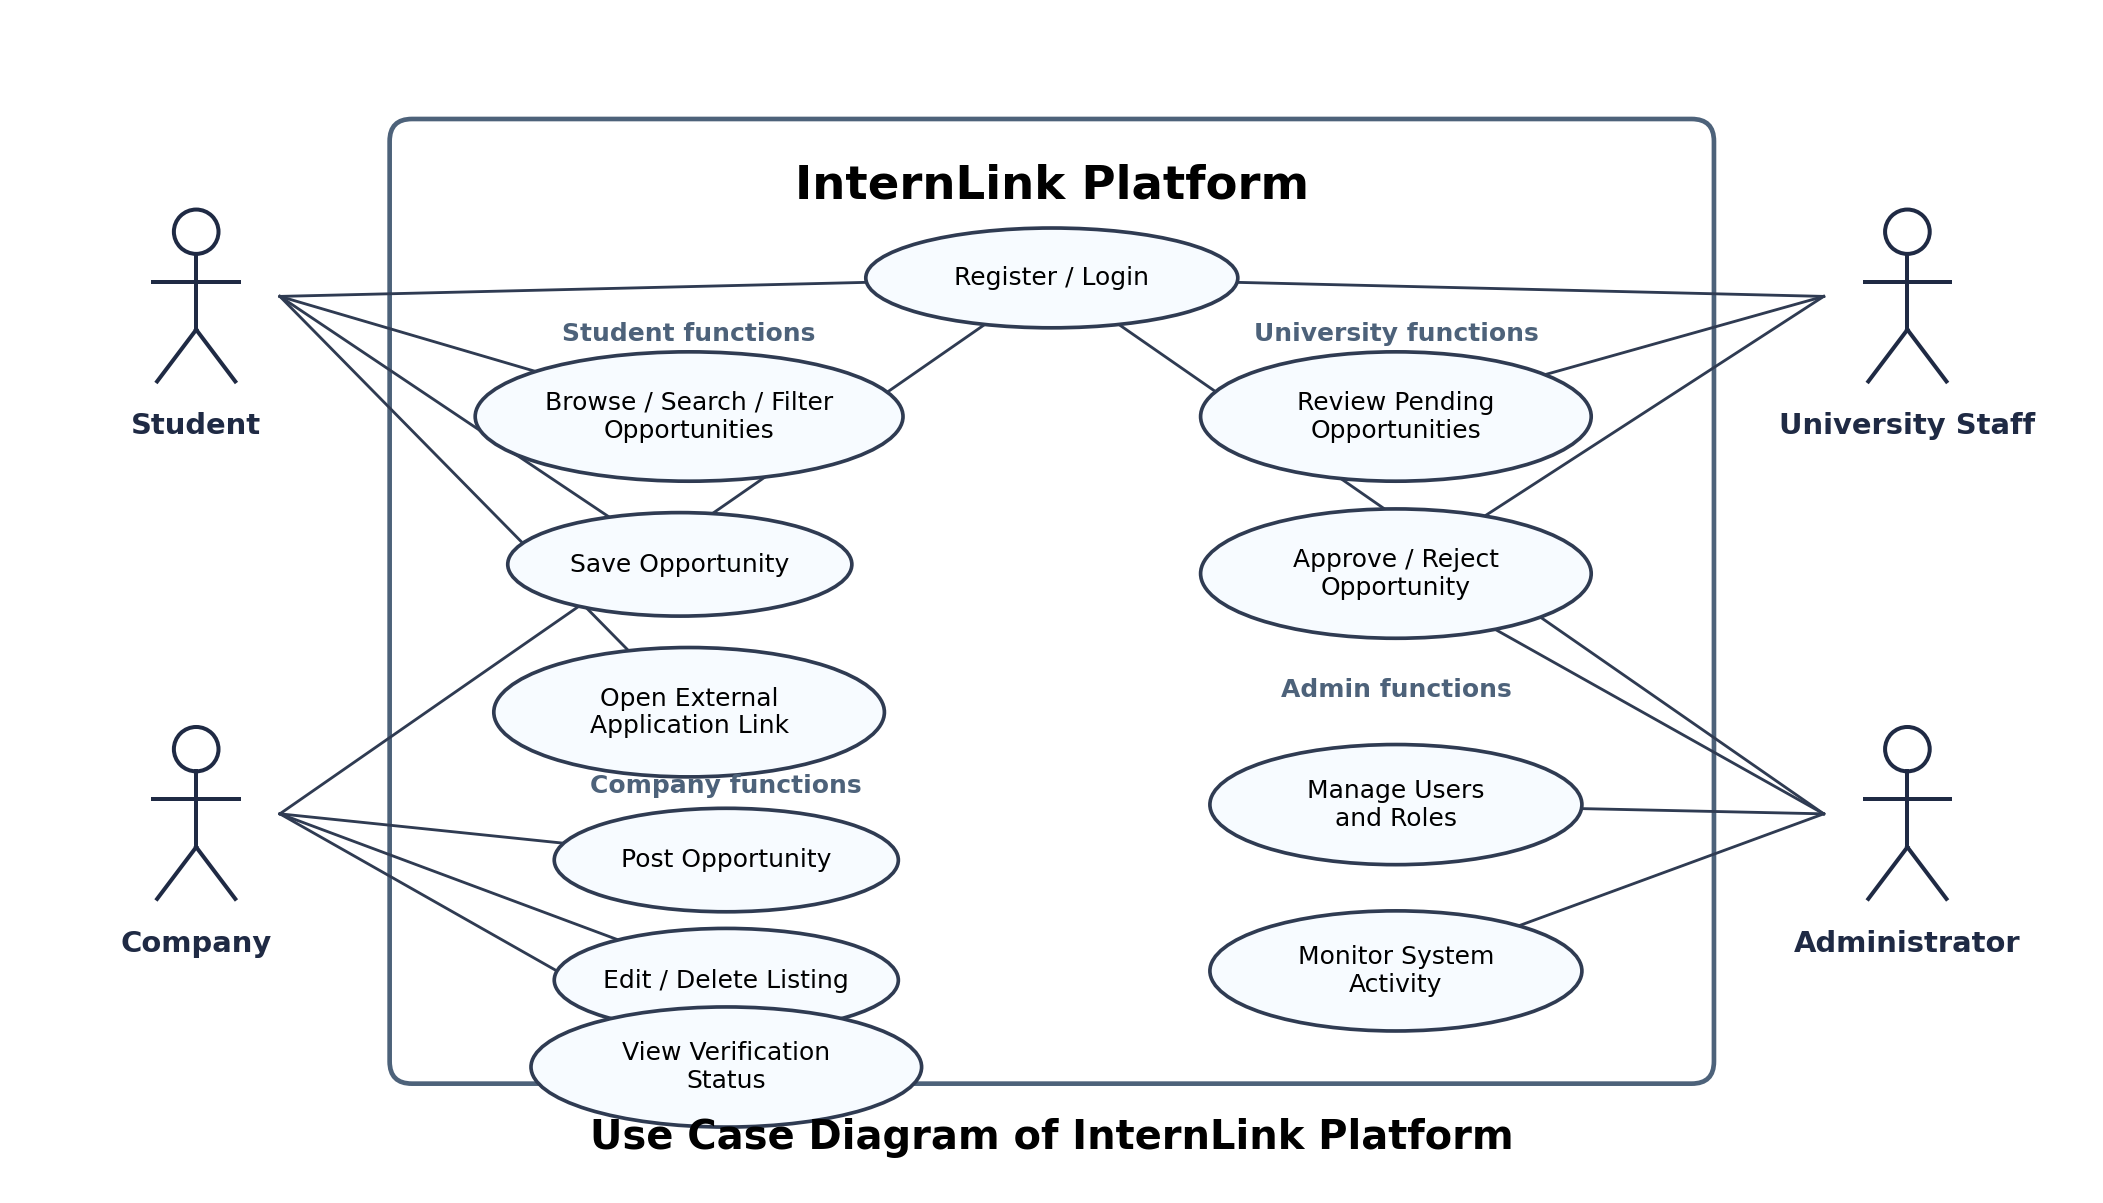 InternLink Platform
Register / Login
Student functions
University functions
Browse / Search / Filter
Opportunities
Review Pending
Opportunities
Student
University Staff
Save Opportunity
Approve / Reject
Opportunity
Open External
Application Link
Admin functions
Company functions
Manage Users
and Roles
Post Opportunity
Company
Administrator
Edit / Delete Listing
Monitor System
Activity
View Verification
Status
Use Case Diagram of InternLink Platform